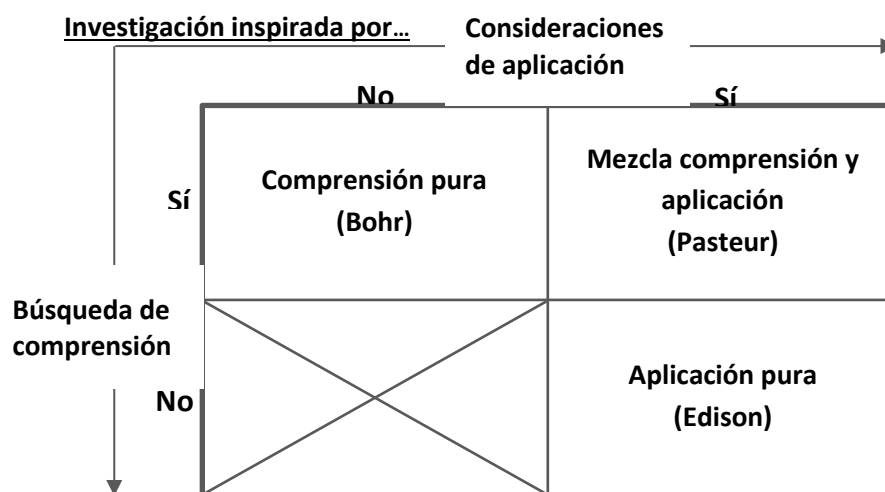 Investigación inspirada por…
Consideraciones
de aplicación
No
Sí
Sí
Comprensión pura
(Bohr)
Mezcla comprensión y
aplicación
(Pasteur)
Búsqueda de
comprensión
No
Aplicación pura
(Edison)